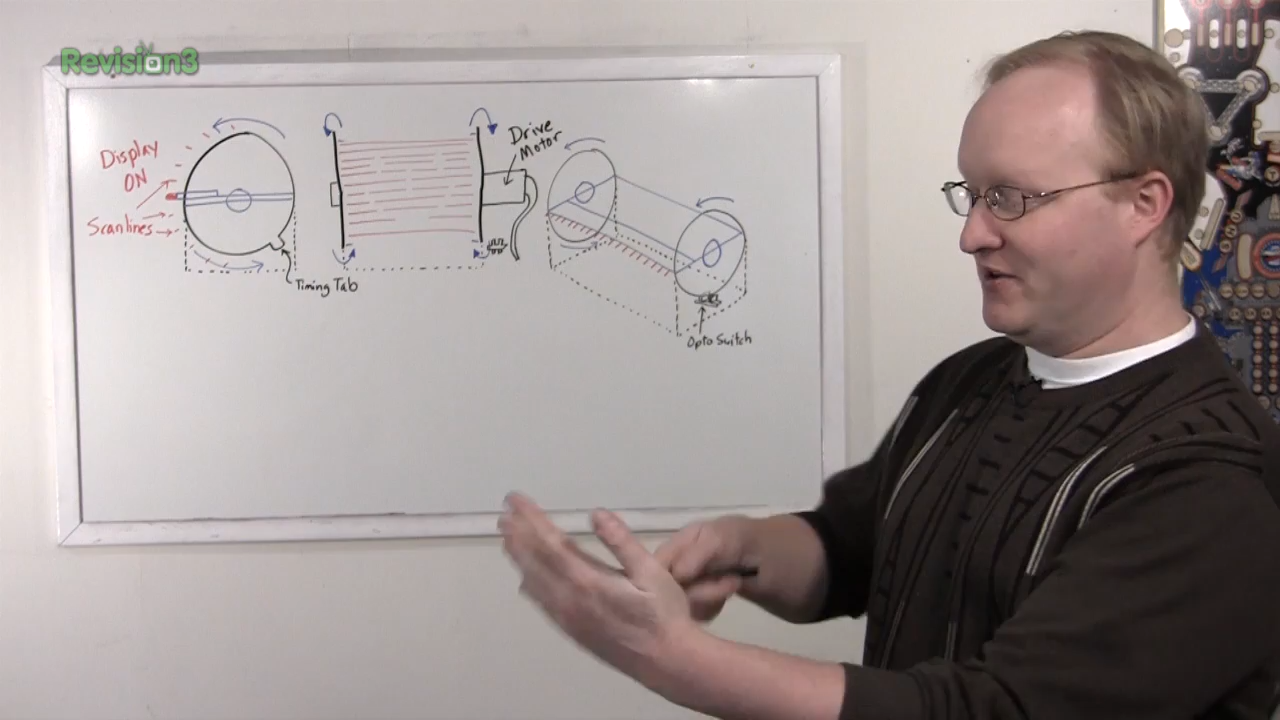 Revision3
Display
ON
Scanlines
Timing Tab
Drive
Motor
Opto Switch